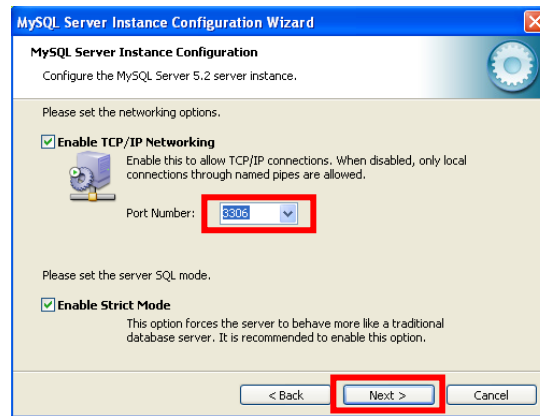 MySQL Server Instance Configuration Wizard
MySQL Server Instance Configuration
Configure the MySQL Server 5.2 server instance.
Please set the networking options.
Enable TCP/IP Networking
Enable this to allow TCP/IP connections. When disabled, only local
connections through named pipes are allowed.
Port Number: 3306
Please set the server SQL mode.
Enable Strict Mode
This option forces the server to behave more like a traditional
database server. It is recommended to enable this option.
< Back Next > Cancel